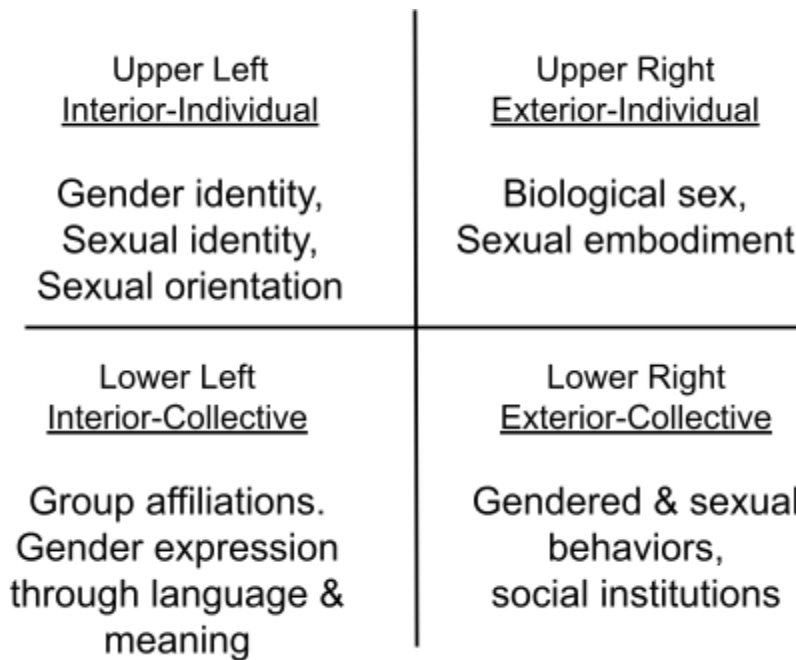 Upper Left
Interior-Individual
Gender identity,
Sexual identity,
Sexual orientation
Upper Right
Exterior-Individual
Biological sex,
Sexual embodiment
Lower Left
Interior-Collective
Group affiliations.
Gender expression
through language &
meaning
Lower Right
Exterior-Collective
Gendered & sexual
behaviors,
social institutions